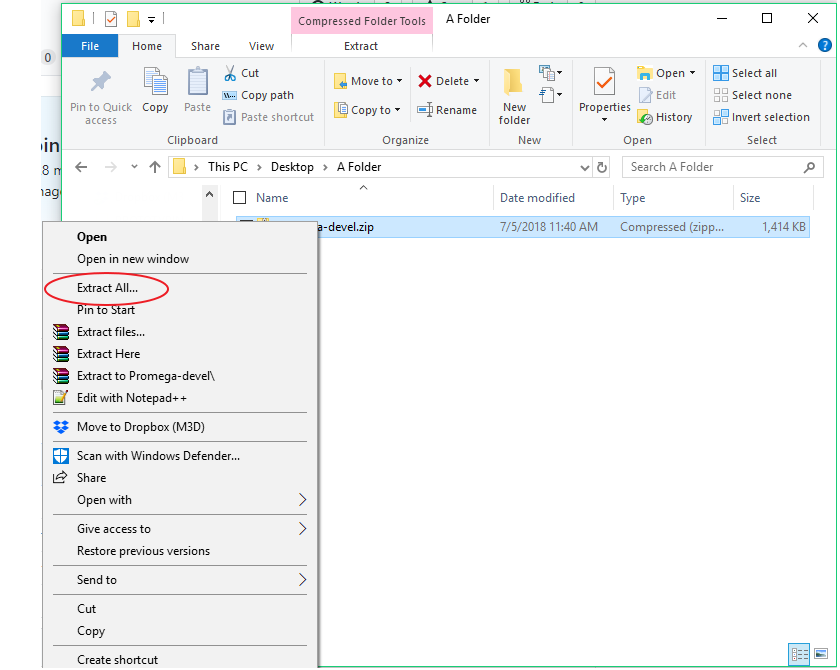 Compressed Folder Tools
A Folder
File
Home
Share
View
Extract
Pin to Quick access
Copy
Paste
Cut
Copy path
Paste shortcut
Clipboard
Move to
Copy to
Delete
Rename
Organize
New folder
New
Properties
Open
Edit
History
Open
Select all
Select none
Invert selection
Select
This PC > Desktop > A Folder
Search A Folder
Name
Date modified
Type
Size
a-devel.zip
7/5/2018 11:40 AM
Compressed (zipp...
1,414 KB
0
8 m
Open
Open in new window
Extract All...
Pin to Start
Extract files...
Extract Here
Extract to Promega-devel\
Edit with Notepad++
Move to Dropbox (M3D)
Scan with Windows Defender...
Share
Open with
Give access to
Restore previous versions
Send to
Cut
Copy
Create shortcut